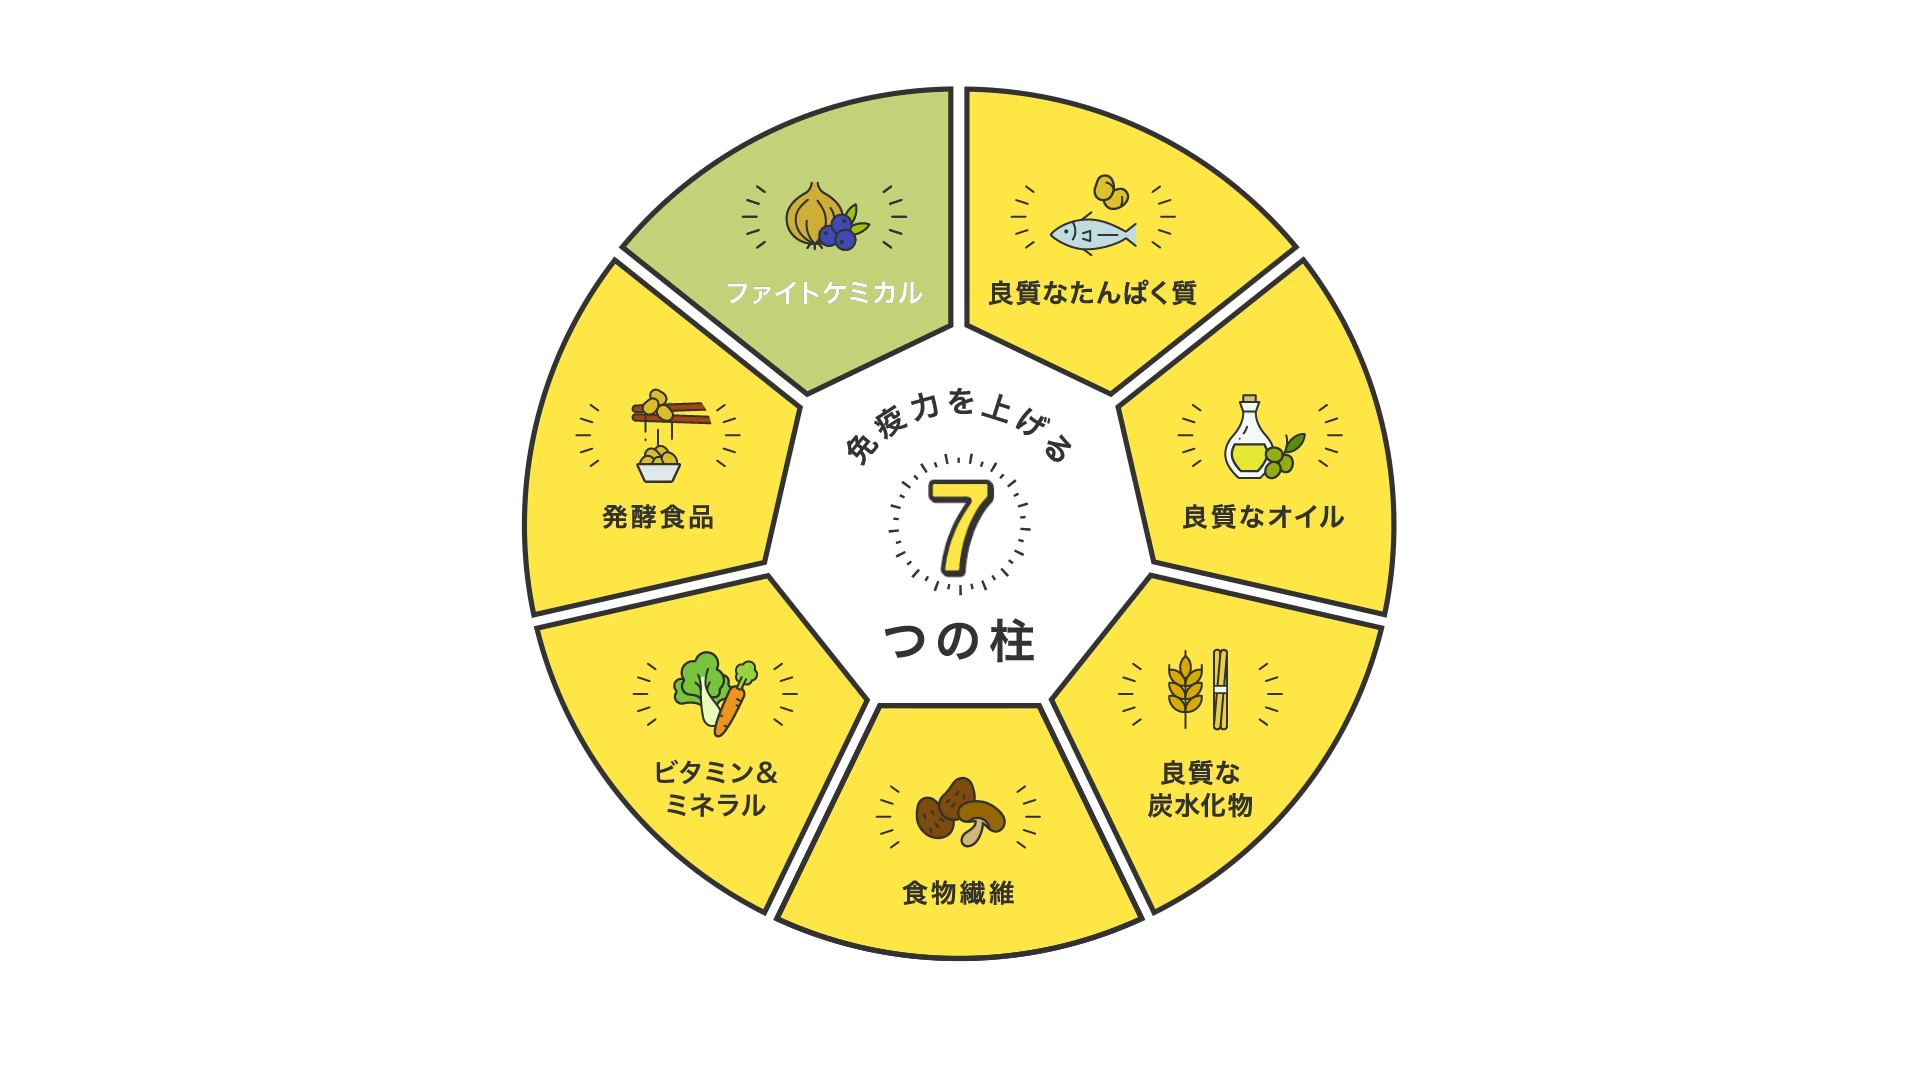 免疫力を上げる
7
つの柱
良質なたんぱく質
良質なオイル
良質な
炭水化物
食物繊維
ビタミン&
ミネラル
発酵食品
ファイトケミカル